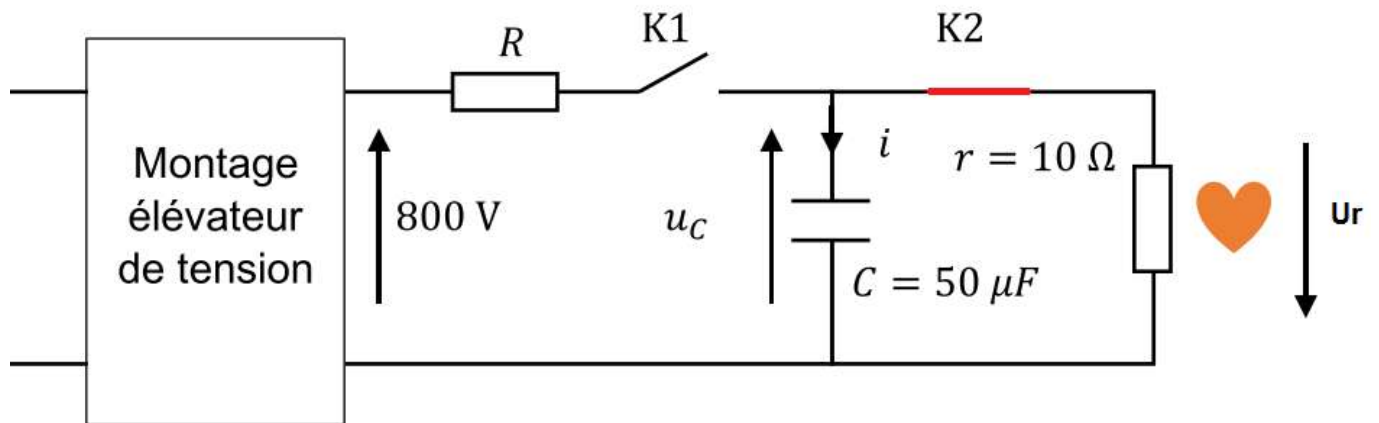 R
K1
K2
Montage
élévateur
de tension
800 V
u_C
i
r = 10 Ω
C = 50 μF
Ur